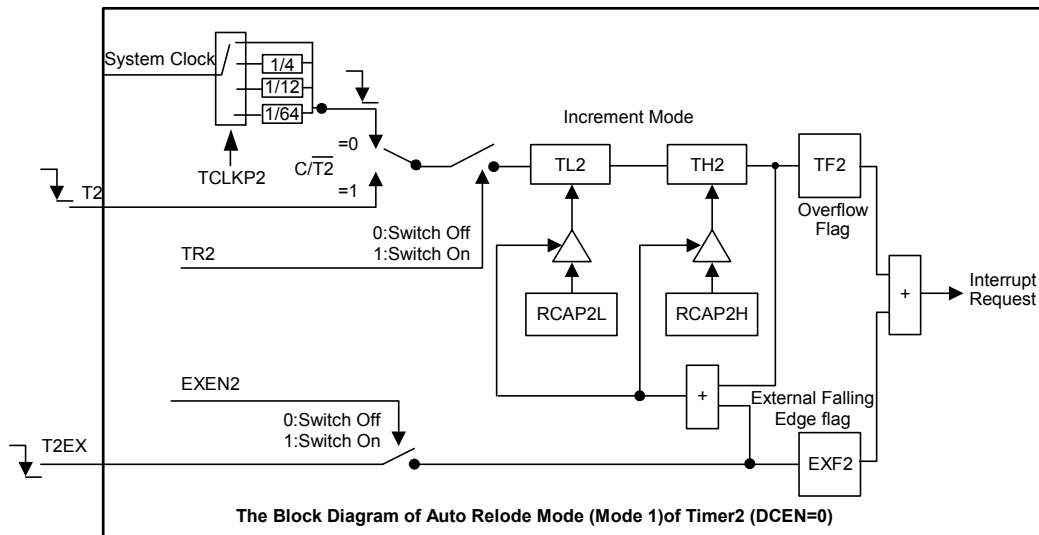 System Clock
1/4
1/12
1/64
TCLKP2
=0
C/T2
=1
T2
Increment Mode
TL2
TH2
TF2
Overflow
Flag
0:Switch Off
1:Switch On
TR2
RCAP2L
RCAP2H
+
Interrupt
Request
EXEN2
0:Switch Off
1:Switch On
+
External Falling
Edge flag
T2EX
EXF2
The Block Diagram of Auto Relode Mode (Mode 1)of Timer2 (DCEN=0)